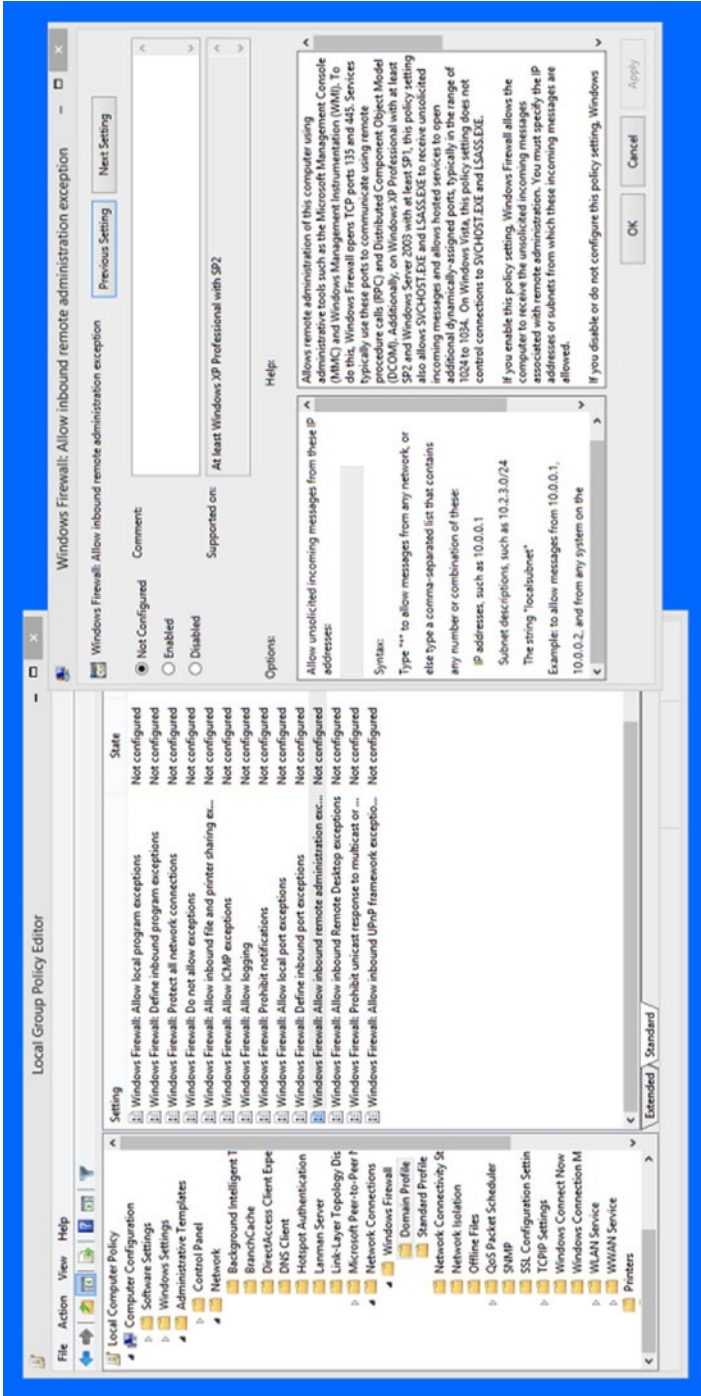 Local Group Policy Editor
File Action View Help
Local Computer Policy
Computer Configuration
Software Settings
Windows Settings
Administrative Templates
Control Panel
Network
Background Intelligent T
BranchCache
DirectAccess Client Expe
DNS Client
Hotspot Authentication
Lanman Server
Link-Layer Topology Dis
Microsoft Peer-to-Peer N
Network Connections
Windows Firewall
Domain Profile
Standard Profile
Network Connectivity St
Network Isolation
Offline Files
QoS Packet Scheduler
SNMP
SSL Configuration Settin
TCPIP Settings
Windows Connect Now
Windows Connection M
WLAN Service
WWAN Service
Printers
Setting State
Windows Firewall: Allow local program exceptions Not configured
Windows Firewall: Define inbound program exceptions Not configured
Windows Firewall: Protect all network connections Not configured
Windows Firewall: Do not allow exceptions Not configured
Windows Firewall: Allow inbound file and printer sharing ex... Not configured
Windows Firewall: Allow ICMP exceptions Not configured
Windows Firewall: Allow logging Not configured
Windows Firewall: Prohibit notifications Not configured
Windows Firewall: Allow local port exceptions Not configured
Windows Firewall: Define inbound port exceptions Not configured
Windows Firewall: Allow inbound remote administration exc... Not configured
Windows Firewall: Allow inbound Remote Desktop exceptions Not configured
Windows Firewall: Prohibit unicast response to multicast or ... Not configured
Windows Firewall: Allow inbound UPnP framework exceptio... Not configured
Extended Standard
Windows Firewall: Allow inbound remote administration exception
Windows Firewall: Allow inbound remote administration exception
Previous Setting Next Setting
Not Configured
Enabled
Disabled
Comment:
Supported on:
At least Windows XP Professional with SP2
Options:
Help:
Allow unsolicited incoming messages from these IP
addresses:
Syntax:
Type "*" to allow messages from any network, or
else type a comma-separated list that contains
any number or combination of these:
IP addresses, such as 10.0.0.1
Subnet descriptions, such as 10.2.3.0/24
The string "localsubnet"
Example: to allow messages from 10.0.0.1,
10.0.0.2, and from any system on the
Allows remote administration of this computer using
administrative tools such as the Microsoft Management Console
(MMC) and Windows Management Instrumentation (WMI). To
do this, Windows Firewall opens TCP ports 135 and 445. Services
typically use these ports to communicate using remote
procedure calls (RPC) and Distributed Component Object Model
(DCOM). Additionally, on Windows XP Professional with at least
SP2 and Windows Server 2003 with at least SP1, this policy setting
also allows SVCHOST.EXE and LSASS.EXE to receive unsolicited
incoming messages and allows hosted services to open
additional dynamically-assigned ports, typically in the range of
1024 to 1034. On Windows Vista, this policy setting does not
control connections to SVCHOST.EXE and LSASS.EXE.
If you enable this policy setting, Windows Firewall allows the
computer to receive the unsolicited incoming messages
associated with remote administration. You must specify the IP
addresses or subnets from which these incoming messages are
allowed.
If you disable or do not configure this policy setting, Windows
OK Cancel Apply